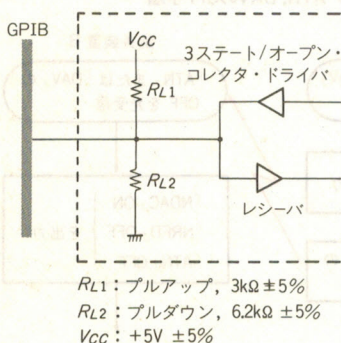 GPIB
VCC
3ステート/オープン・
コレクタ・ドライバ
RL1
RL2
レシーバ
RL1：プルアップ，3kΩ±5%
RL2：プルダウン，6.2kΩ±5%
VCC：+5V ±5%